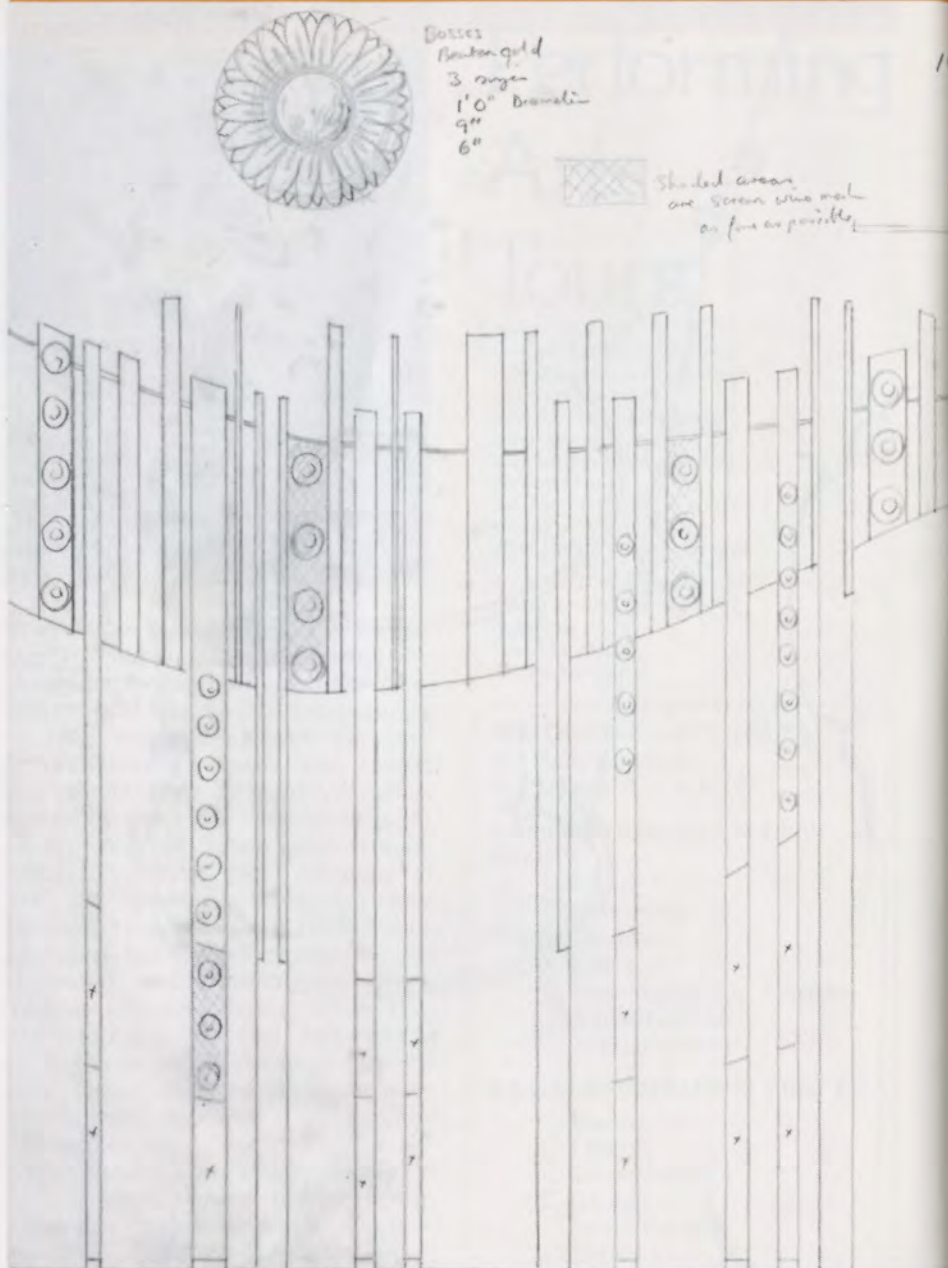 BOSSES
Beaten gold
3 sizes
1'0" Diameter
9"
6"
Shaded areas
are screen wire mesh
as fine as possible